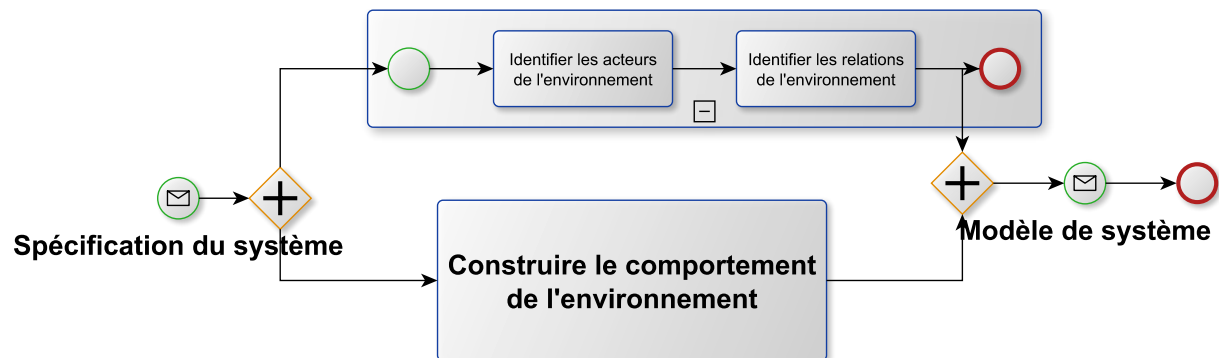 Identifier les acteurs
de l'environnement
Identifier les relations
de l'environnement
Spécification du système
Modèle de système
Construire le comportement
de l'environnement